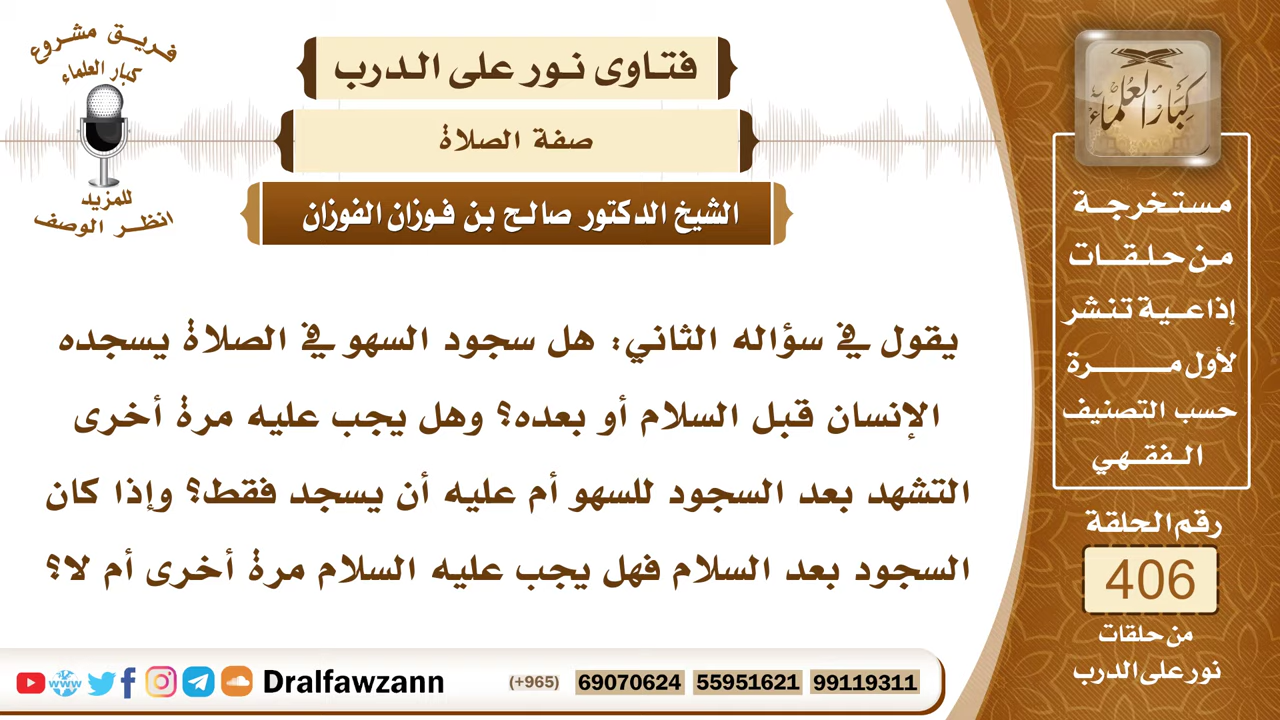 فريق مشروع
كبار العلماء
للمزيد
انظر الوصف
فتاوى نور على الدرب
صفة الصلاة
الشيخ الدكتور صالح بن فوزان الفوزان
يقول في سؤاله الثاني: هل سجود السهو في الصلاة يسجده
الإنسان قبل السلام أو بعده؟ وهل يجب عليه مرة أخرى
التشهد بعد السجود للسهو أم عليه أن يسجد فقط؟ وإذا كان
السجود بعد السلام فهل يجب عليه السلام مرة أخرى أم لا؟
كبار العلماء
مستخرجة
من حلقات
إذاعية تنشر
لأول مرة
حسب التصنيف
الفقهي
رقم الحلقة
406
من حلقات
نور على الدرب
www Dralfawzann (+965) 69070624 55951621 99119311